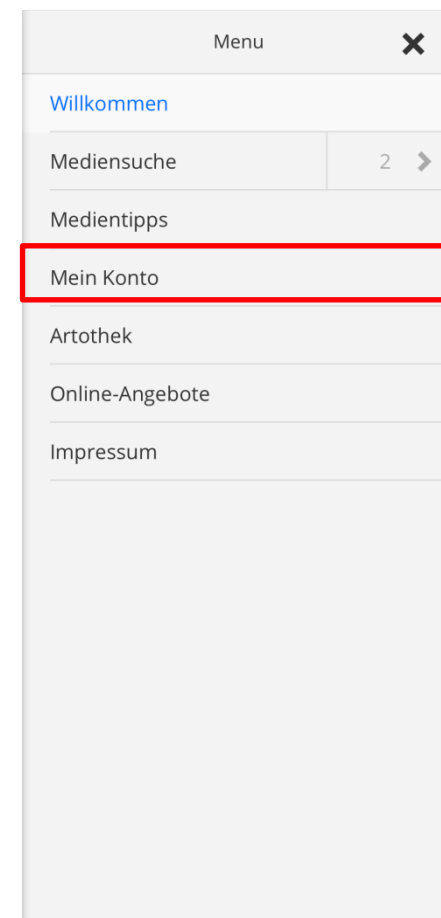 Menu
Willkommen
Mediensuche 2
Medientipps
Mein Konto
Artothek
Online-Angebote
Impressum